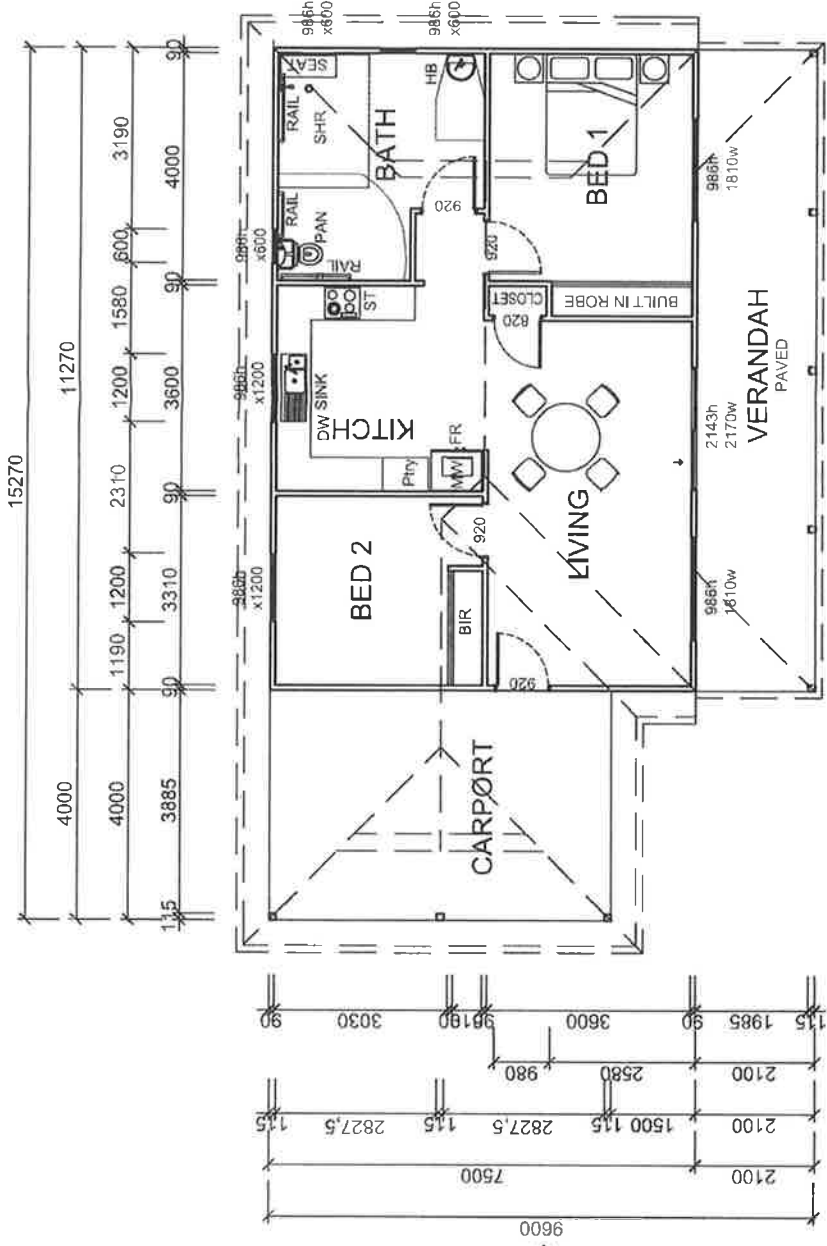 15270
4000
11270
4000
1190
1200
2310
1200
1580
600
3190
115
3885
90
3310
90
3600
90
4000
90
986h
x1200
986h
x1200
986h
x600
986h
x600
986h
x600
SEAT
RAIL
SHR
RAIL
PAN
RAIL
HB
BATH
920
ST
DW
SINK
KITCH
Ptry
MW
FR
BED 2
BIR
920
920
BED 1
920
CLOSET
820
BUILT IN ROBE
LIVING
920
CARPORT
VERANDAH
PAVED
986h
1810w
2143h
2170w
986h
1810w
90
3030
90
3600
90
1985
115
980
2580
2100
115
2827,5
115
2827,5
115
1500
2100
7500
2100
9600